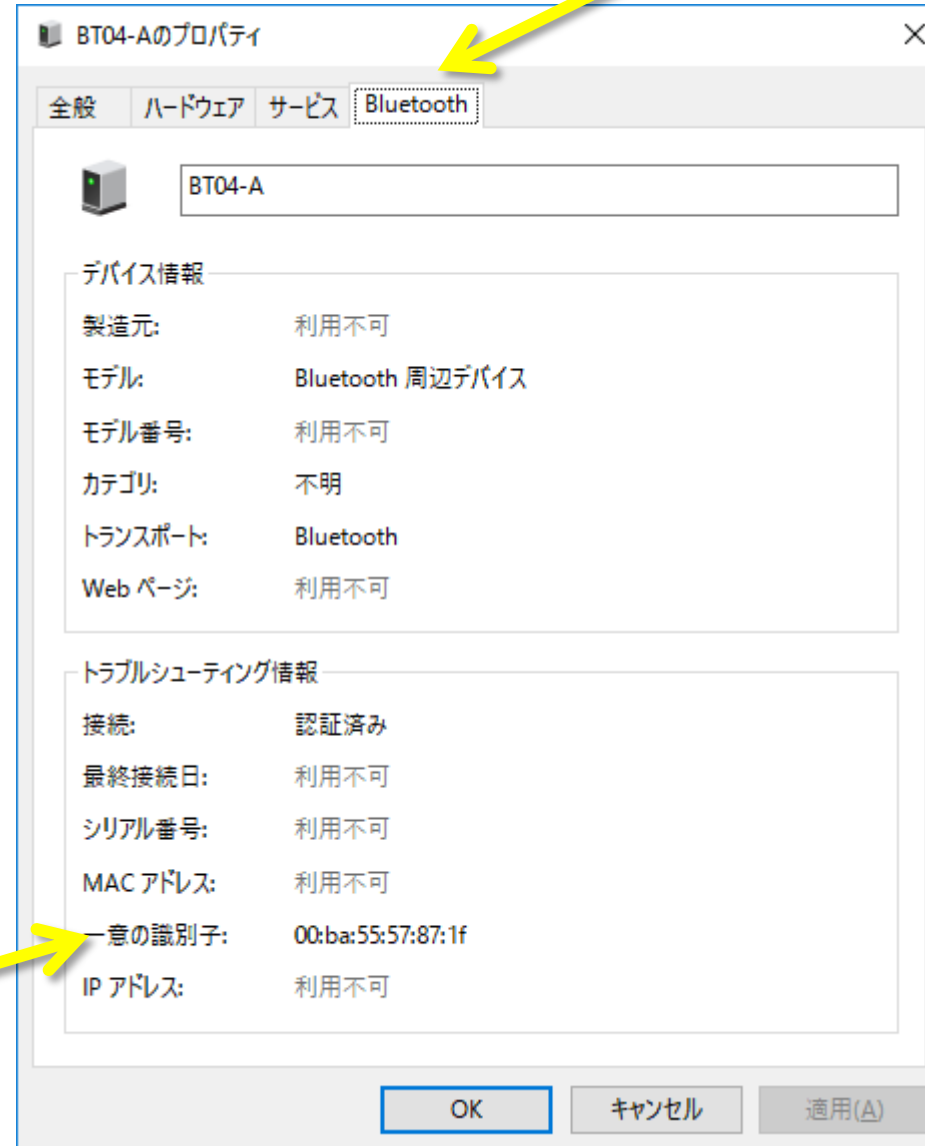 BT04-Aのプロパティ
全般 ハードウェア サービス Bluetooth
BT04-A
デバイス情報
製造元: 利用不可
モデル: Bluetooth 周辺デバイス
モデル番号: 利用不可
カテゴリ: 不明
トランスポート: Bluetooth
Web ページ: 利用不可
トラブルシューティング情報
接続: 認証済み
最終接続日: 利用不可
シリアル番号: 利用不可
MAC アドレス: 利用不可
一意の識別子: 00:ba:55:57:87:1f
IP アドレス: 利用不可
OK キャンセル 適用(A)